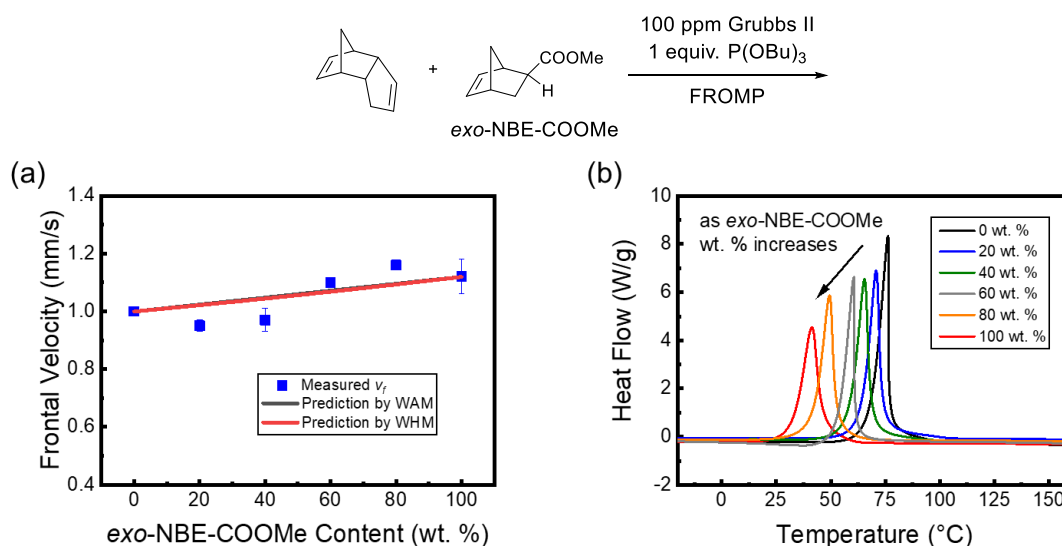 100 ppm Grubbs II
1 equiv. P(OBu)3
FROMP
+
COOMe
H
exo-NBE-COOMe
(a)
1.4
1.2
1.0
0.8
0.6
0.4
Frontal Velocity (mm/s)
Measured vf
Prediction by WAM
Prediction by WHM
0 20 40 60 80 100
exo-NBE-COOMe Content (wt. %)
(b)
10
8
6
4
2
0
-2
Heat Flow (W/g)
as exo-NBE-COOMe
wt. % increases
0 wt. %
20 wt. %
40 wt. %
60 wt. %
80 wt. %
100 wt. %
0 25 50 75 100 125 150
Temperature (°C)